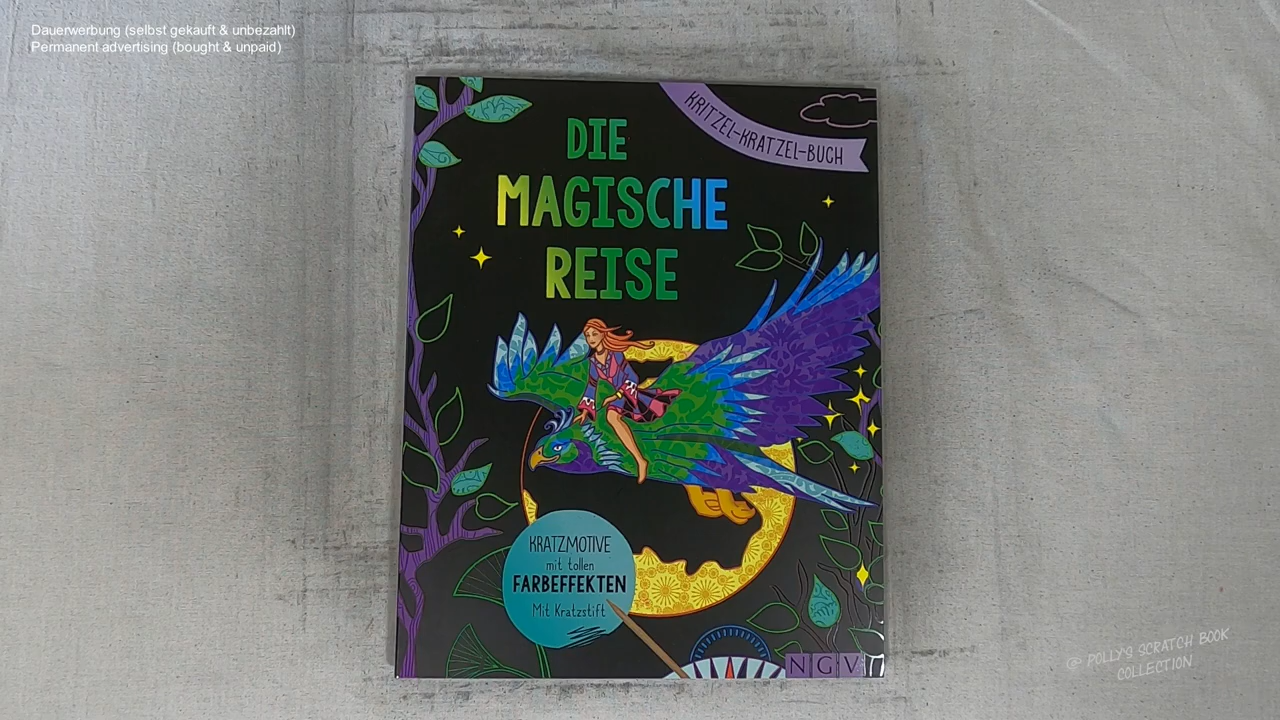 Dauerwerbung (selbst gekauft & unbezahlt)
Permanent advertising (bought & unpaid)
KRITZEL-KRATZEL-BUCH
DIE
MAGISCHE
REISE
KRATZMOTIVE
mit tollen
FARBEFFEKTEN
Mit Kratzstift
NGV
@ POLLY'S SCRATCH BOOK
COLLECTION